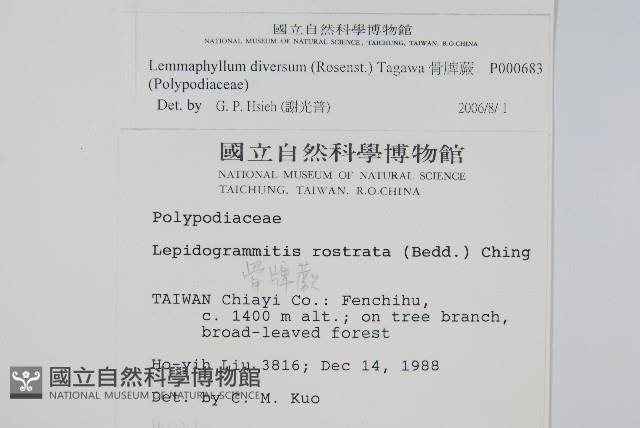 國立自然科學博物館
NATIONAL MUSEUM OF NATURAL SCIENCE, TAICHUNG, TAIWAN, R.O.CHINA
Lemmaphyllum diversum (Rosenst.) Tagawa 骨牌蕨 P000683
(Polypodiaceae)
Det. by G. P. Hsieh (謝光普) 2006/8/1
國立自然科學博物館
NATIONAL MUSEUM OF NATURAL SCIENCE
TAICHUNG, TAIWAN, R.O.CHINA
Polypodiaceae
Lepidogrammitis rostrata (Bedd.) Ching
骨牌蕨
TAIWAN Chiayi Co.: Fenchihu,
c. 1400 m alt.; on tree branch,
broad-leaved forest
Ho-yih Liu 3816; Dec 14, 1988
國立自然科學博物館
NATIONAL MUSEUM OF NATURAL SCIENCE
Det. by C. M. Kuo